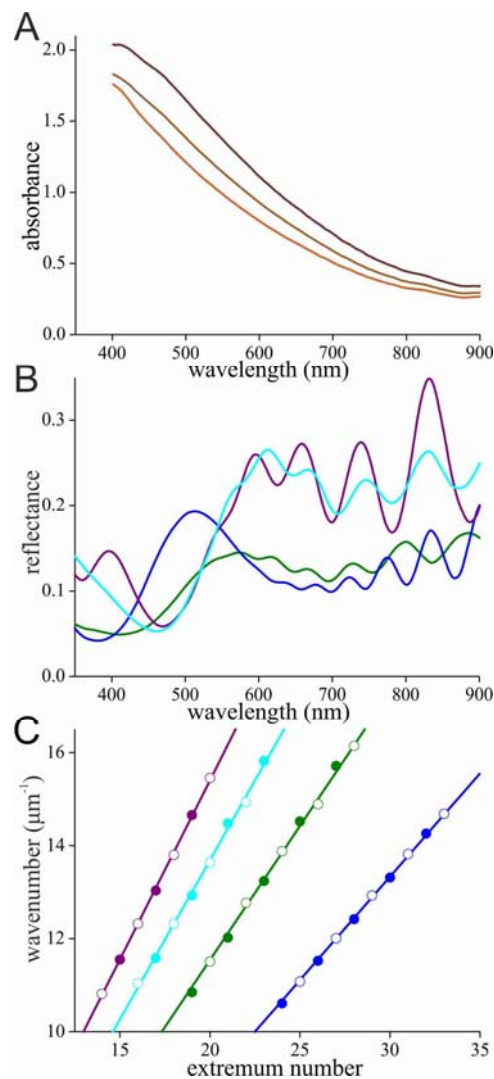 A
absorbance
2.0
1.5
1.0
0.5
0.0
400 500 600 700 800 900
wavelength (nm)
B
reflectance
0.3
0.2
0.1
0.0
400 500 600 700 800 900
wavelength (nm)
C
wavenumber (µm⁻¹)
16
14
12
10
15 20 25 30 35
extremum number